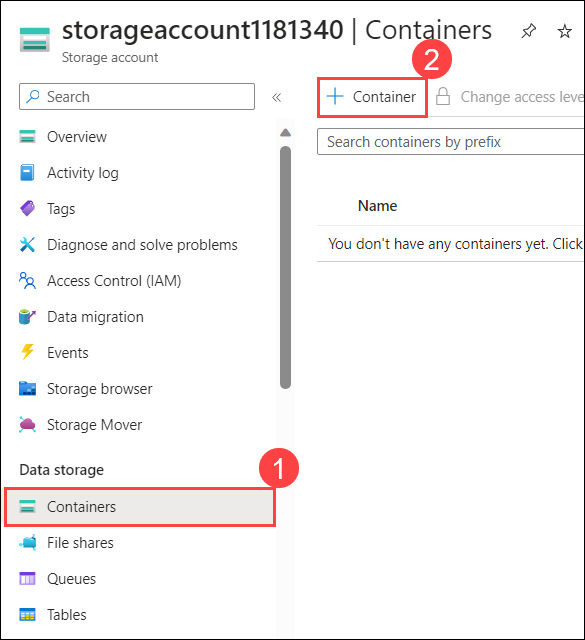 storageaccount1181340 | Containers
Storage account
2
Search
Container
Change access leve
Overview
Search containers by prefix
Activity log
Tags
Name
Diagnose and solve problems
You don't have any containers yet. Click
Access Control (IAM)
Data migration
Events
Storage browser
Storage Mover
Data storage
1
Containers
File shares
Queues
Tables